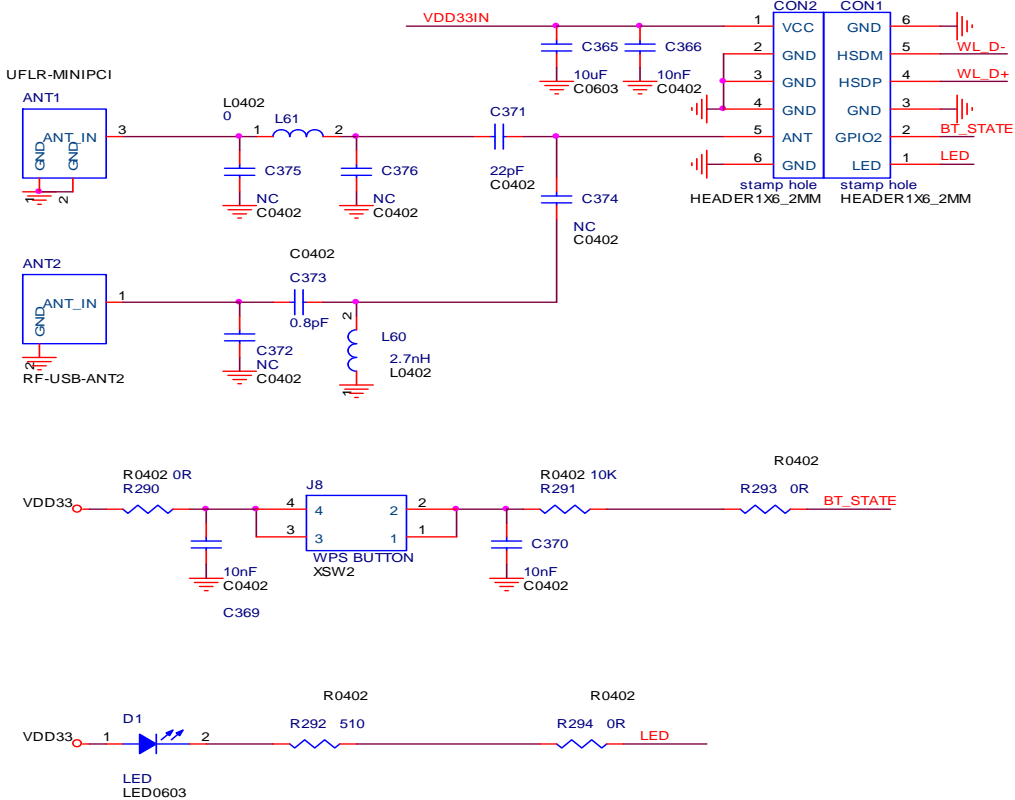 CON2 CON1
VDD33IN
1 VCC GND 6
C365 C366
2 GND HSDM 5 WL_D-
10uF 10nF
C0603 C0402
3 GND HSDP 4 WL_D+
4 GND GND 3
5 ANT GPIO2 2 BT_STATE
6 GND LED 1 LED
stamp hole stamp hole
HEADER1X6_2MM HEADER1X6_2MM
UFLR-MINIPCI
ANT1
ANT_IN 3
GND GND
1 2
L0402
0
1 L61 2
C371
22pF
C0402
C375
NC
C0402
C376
NC
C0402
C374
NC
C0402
ANT2
ANT_IN 1
GND
2
RF-USB-ANT2
C0402
C373
0.8pF
C372
NC
C0402
2
L60
2.7nH
L0402
1
VDD33
R0402 0R
R290
10nF
C0402
C369
J8
4 4 2 2
3 3 1 1
WPS BUTTON
XSW2
C370
10nF
C0402
R0402 10K
R291
R0402
R293 0R
BT_STATE
VDD33
D1
1 2
LED
LED0603
R0402
R292 510
R0402
R294 0R
LED